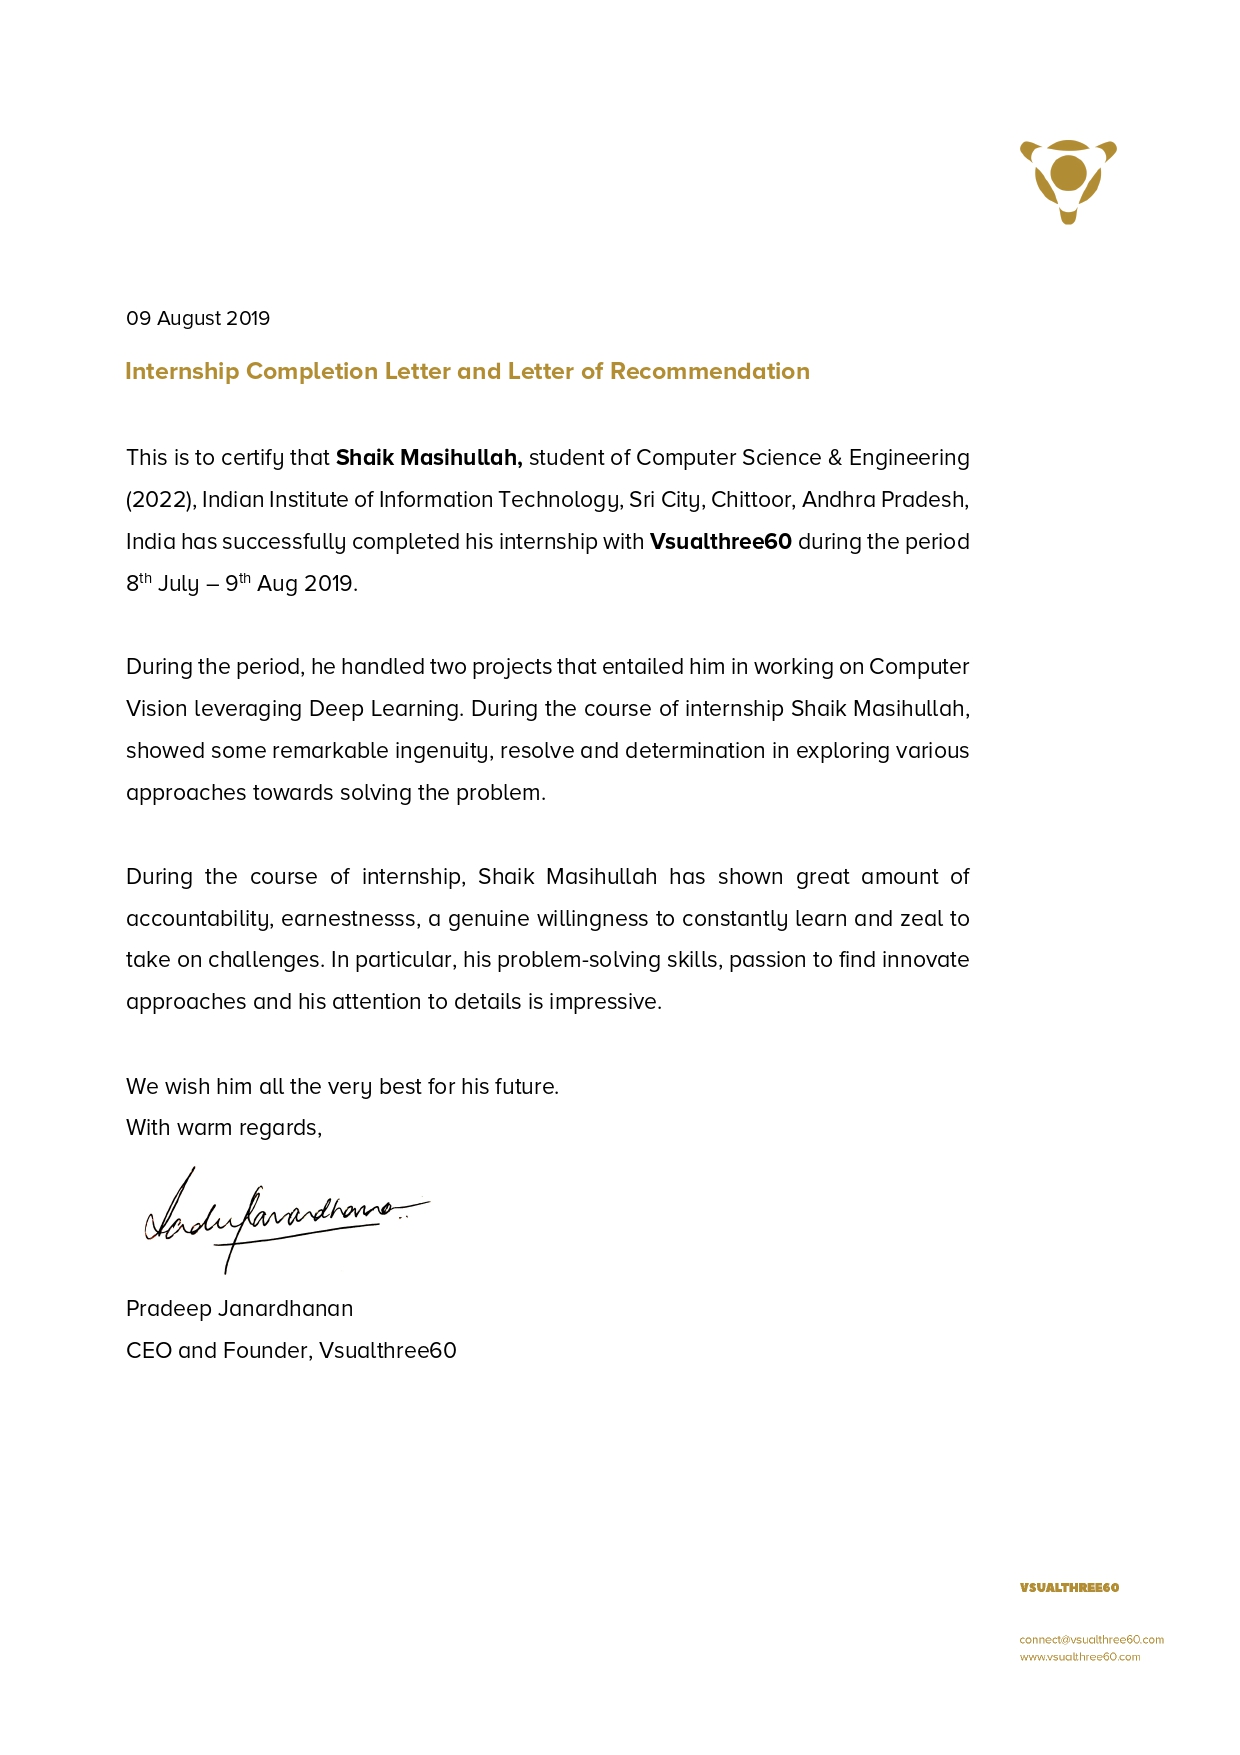 09 August 2019
Internship Completion Letter and Letter of Recommendation
This is to certify that Shaik Masihullah, student of Computer Science & Engineering
(2022), Indian Institute of Information Technology, Sri City, Chittoor, Andhra Pradesh,
India has successfully completed his internship with Vsualthree60 during the period
8th July – 9th Aug 2019.
During the period, he handled two projects that entailed him in working on Computer
Vision leveraging Deep Learning. During the course of internship Shaik Masihullah,
showed some remarkable ingenuity, resolve and determination in exploring various
approaches towards solving the problem.
During the course of internship, Shaik Masihullah has shown great amount of
accountability, earnestnesss, a genuine willingness to constantly learn and zeal to
take on challenges. In particular, his problem-solving skills, passion to find innovate
approaches and his attention to details is impressive.
We wish him all the very best for his future.
With warm regards,
Pradeep Janardhanan
CEO and Founder, Vsualthree60
VSUALTHREE60
connect@vsualthree60.com
www.vsualthree60.com